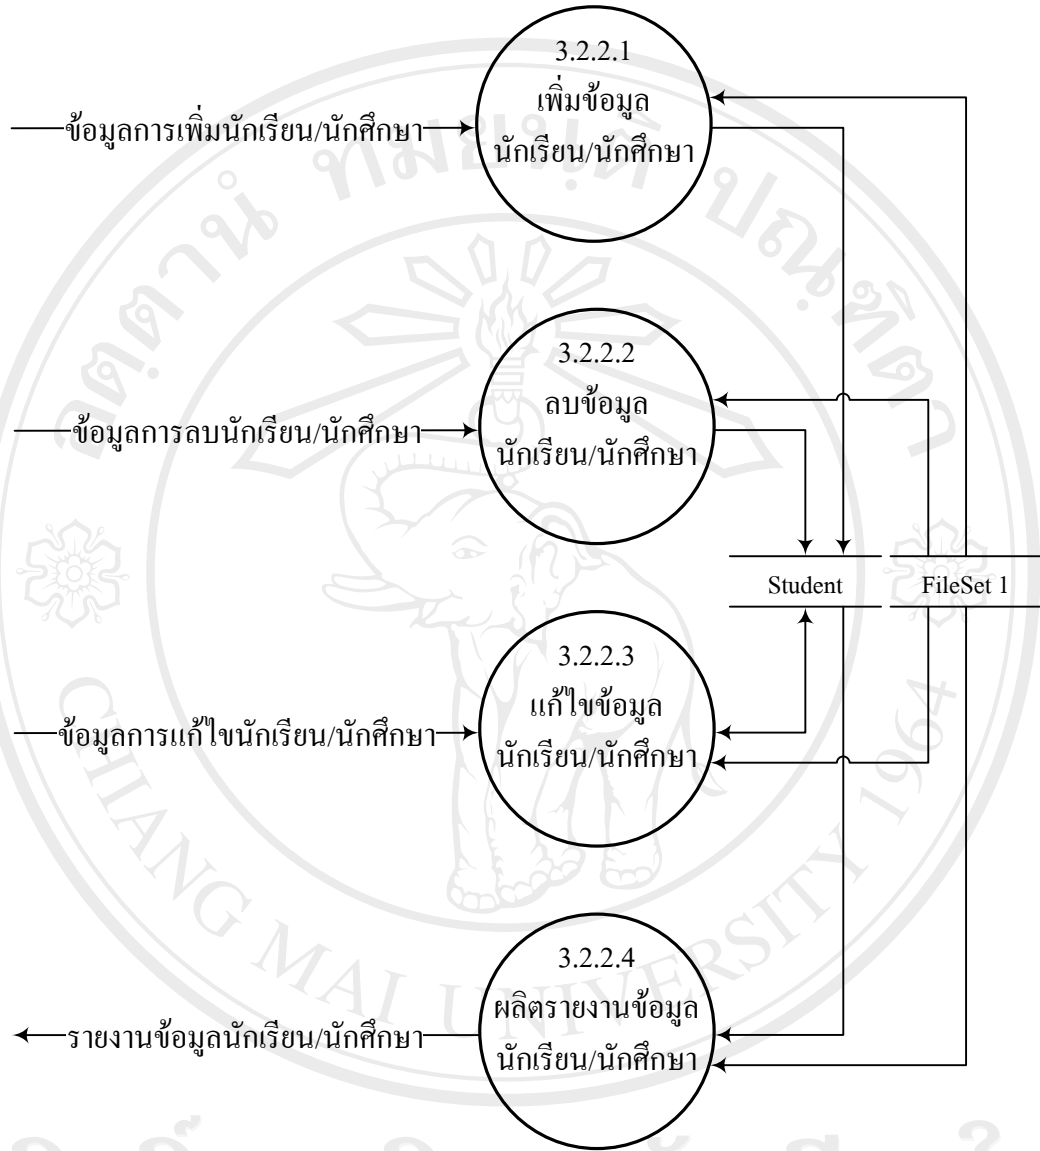 3.2.2.1
เพิ่มข้อมูล
ข้อมูลการเพิ่มนักเรียน/นักศึกษา
นักเรียน/นักศึกษา
3.2.2.2
ลบข้อมูล
ข้อมูลการลบนักเรียน/นักศึกษา
นักเรียน/นักศึกษา
Student
FileSet 1
3.2.2.3
แก้ไขข้อมูล
ข้อมูลการแก้ไขนักเรียน/นักศึกษา
นักเรียน/นักศึกษา
3.2.2.4
ผลิตรายงานข้อมูล
รายงานข้อมูลนักเรียน/นักศึกษา
นักเรียน/นักศึกษา
CHIANG MAI UNIVERSITY 1964